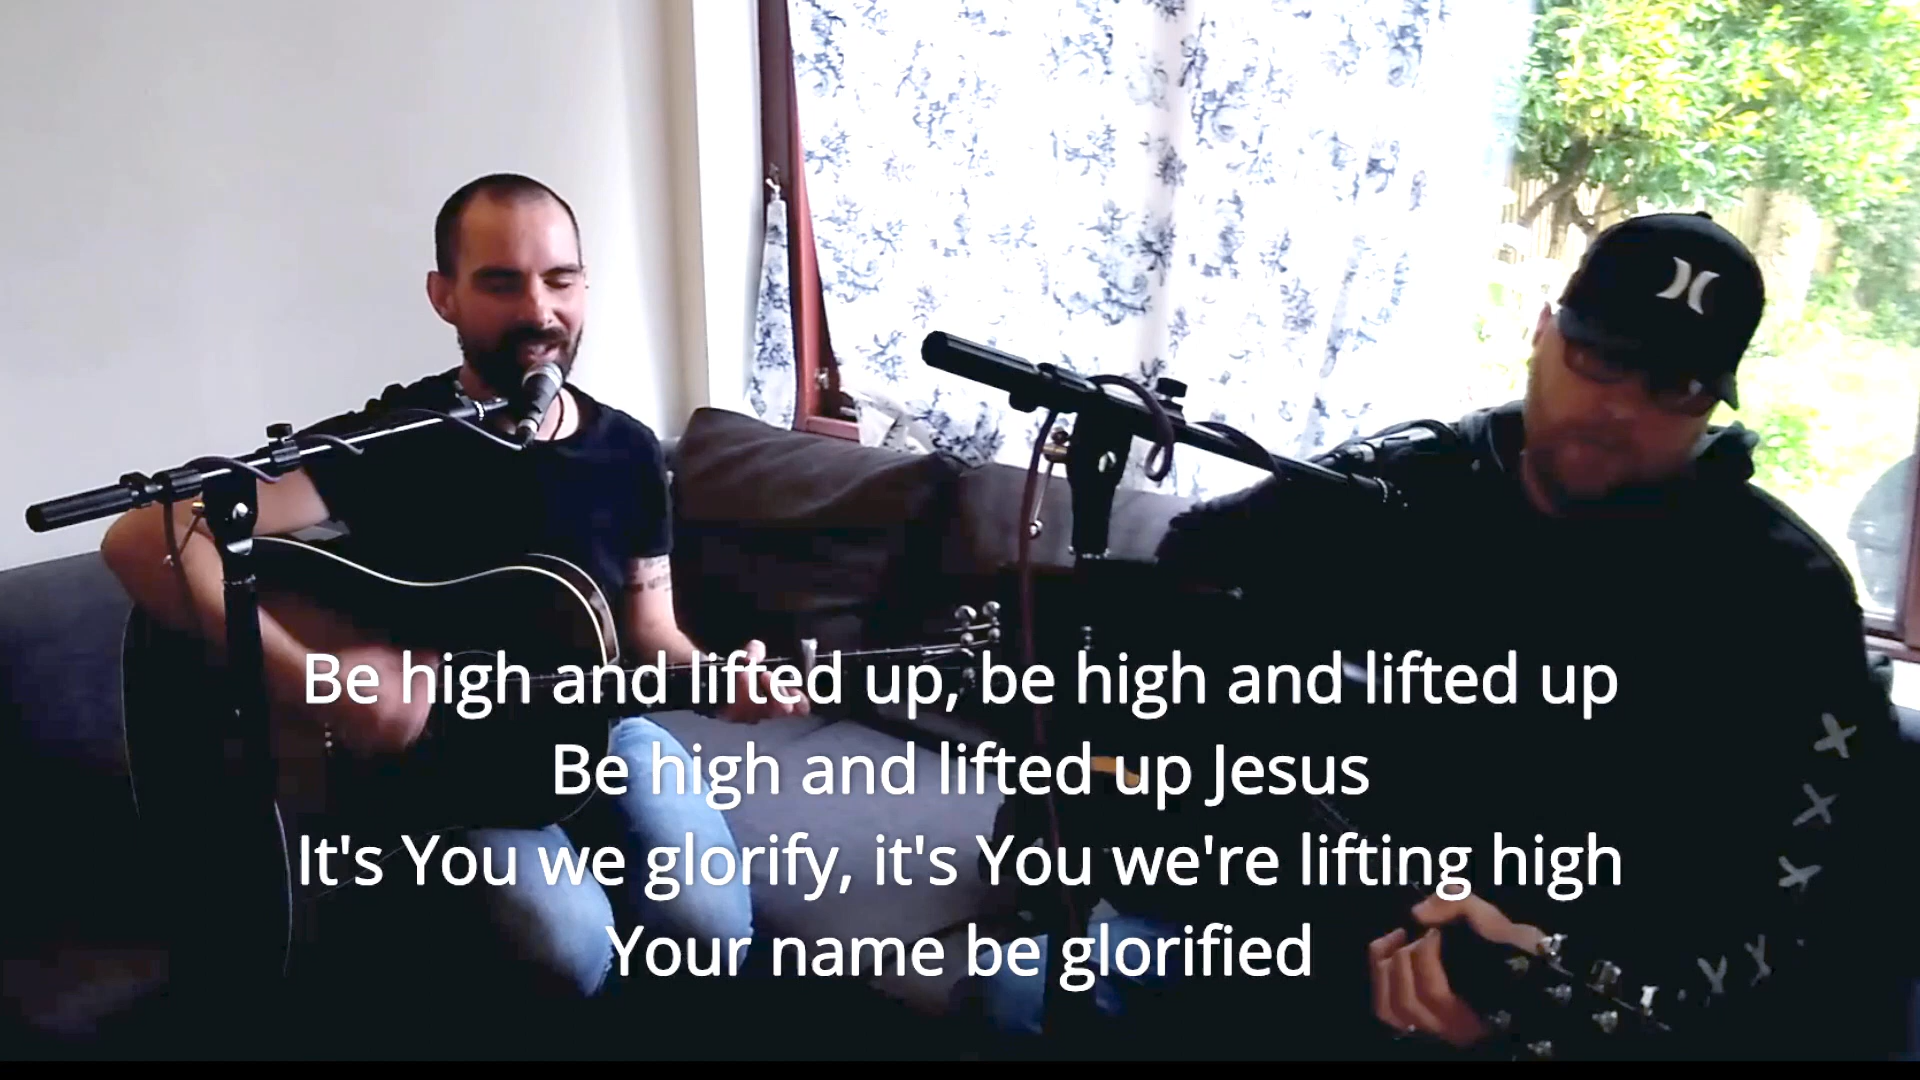 Be high and lifted up, be high and lifted up
Be high and lifted up Jesus
It's You we glorify, it's You we're lifting high
Your name be glorified